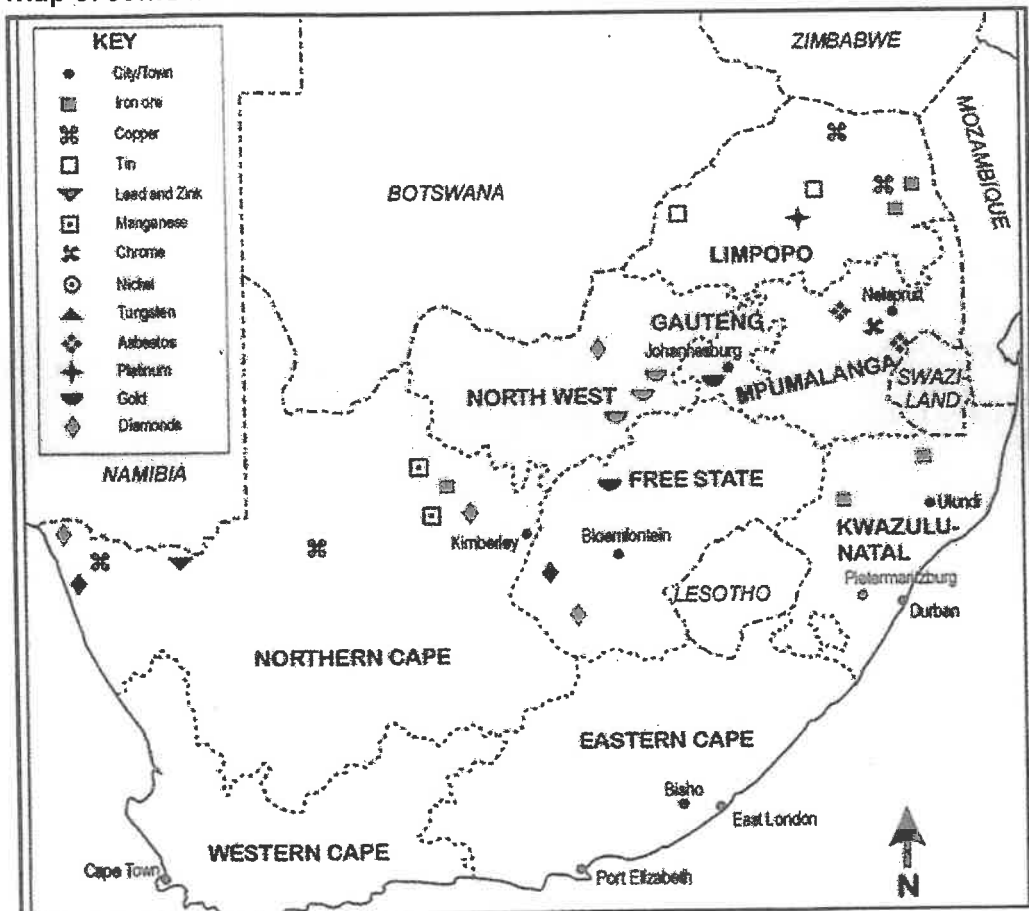 KEY
City/Town
Iron ore
Copper
Tin
Lead and Zink
Manganese
Chrome
Nichel
Tungsten
Asbestos
Platinum
Gold
Diamonds
ZIMBABWE
MOZAMBIQUE
BOTSWANA
LIMPOPO
Nelspruit
GAUTENG
Johannesburg
MPUMALANGA
SWAZI-
LAND
NORTH WEST
NAMIBIA
FREE STATE
Ulundi
Kimberley
Bloemfontein
KWAZULU-
NATAL
Pietermaritzburg
LESOTHO
Durban
NORTHERN CAPE
EASTERN CAPE
Bisho
East London
WESTERN CAPE
Cape Town
Port Elizabeth
N